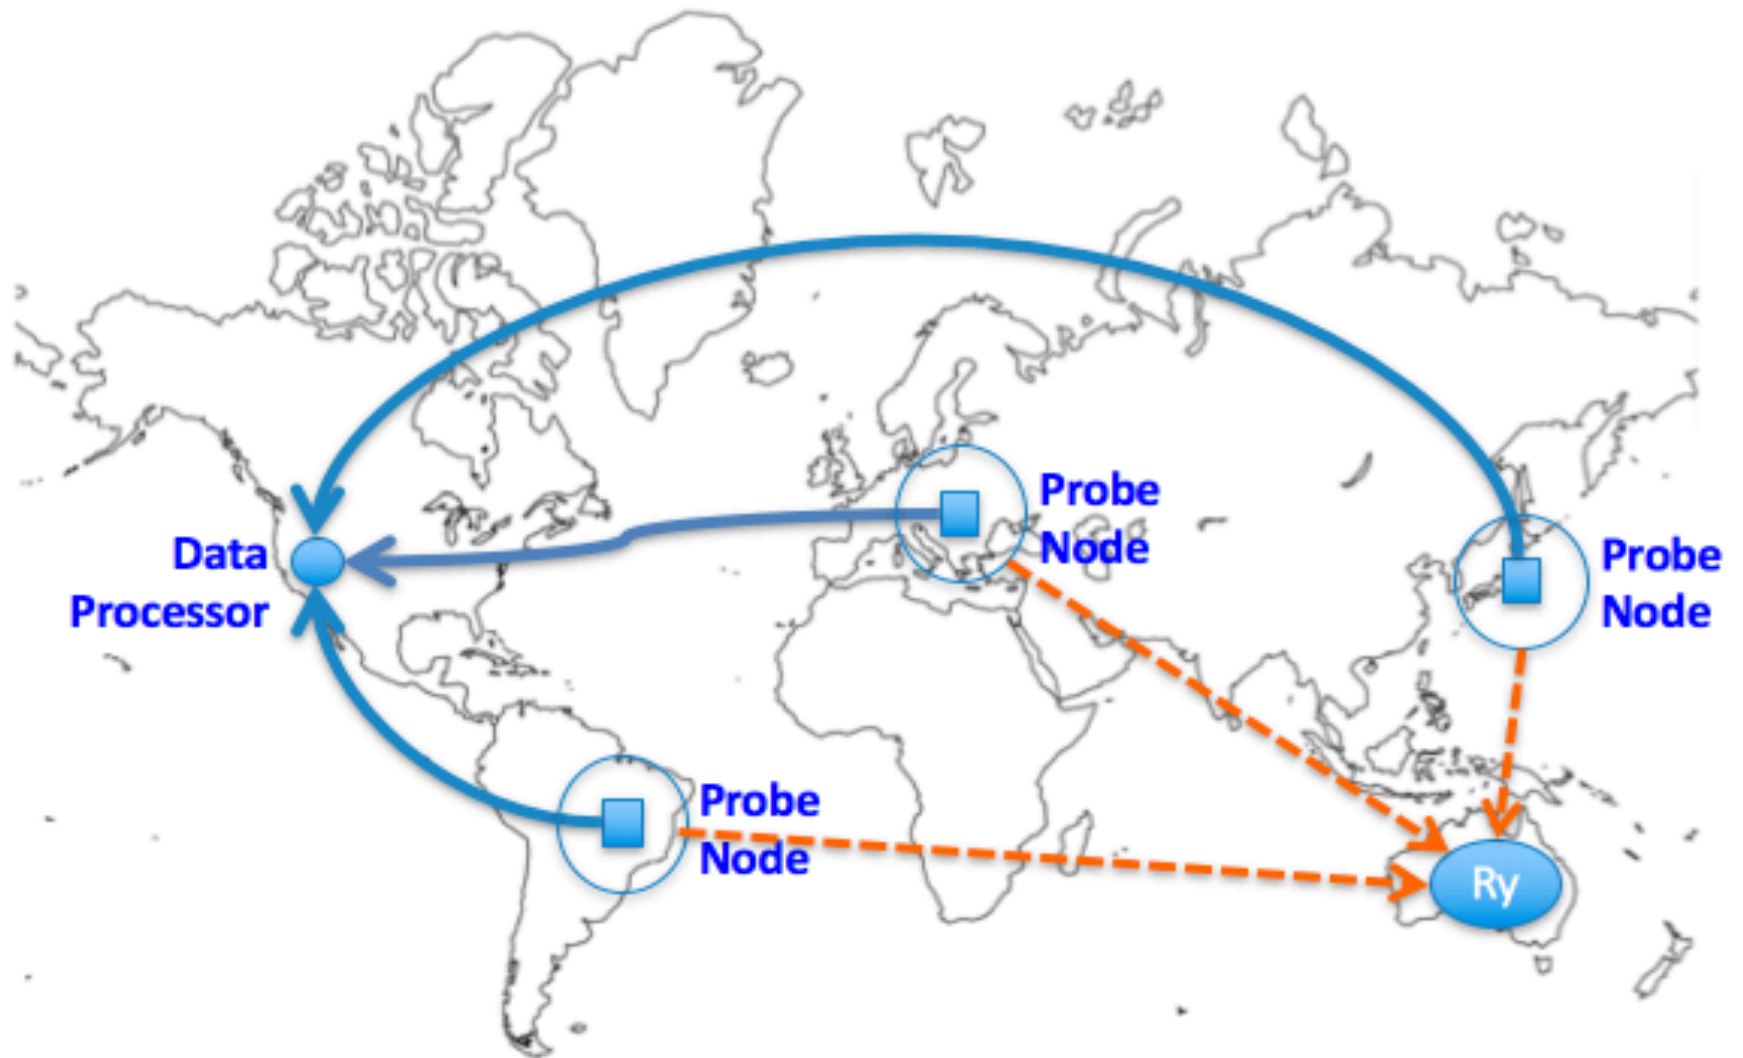 Probe
Node
Data
Processor
Probe
Node
Probe
Node
Ry